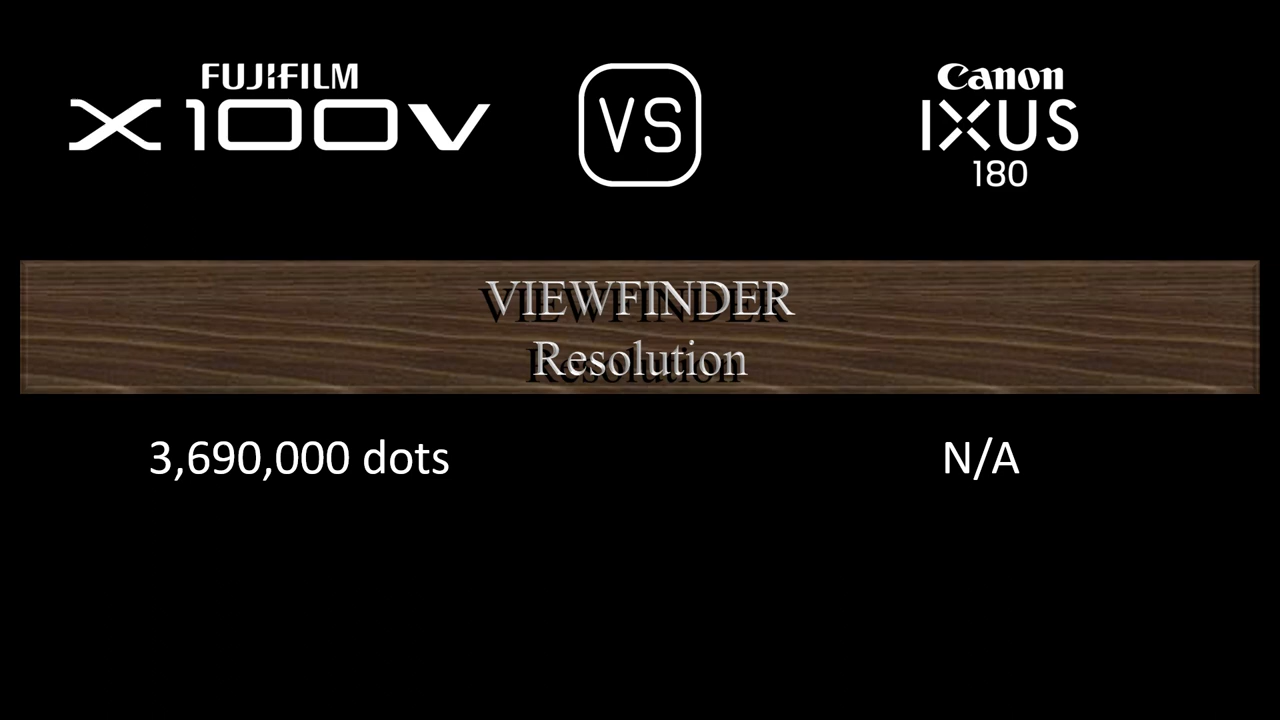 FUJIFILM
X100V
VS
Canon
IXUS
180
VIEWFINDER
Resolution
3,690,000 dots
N/A